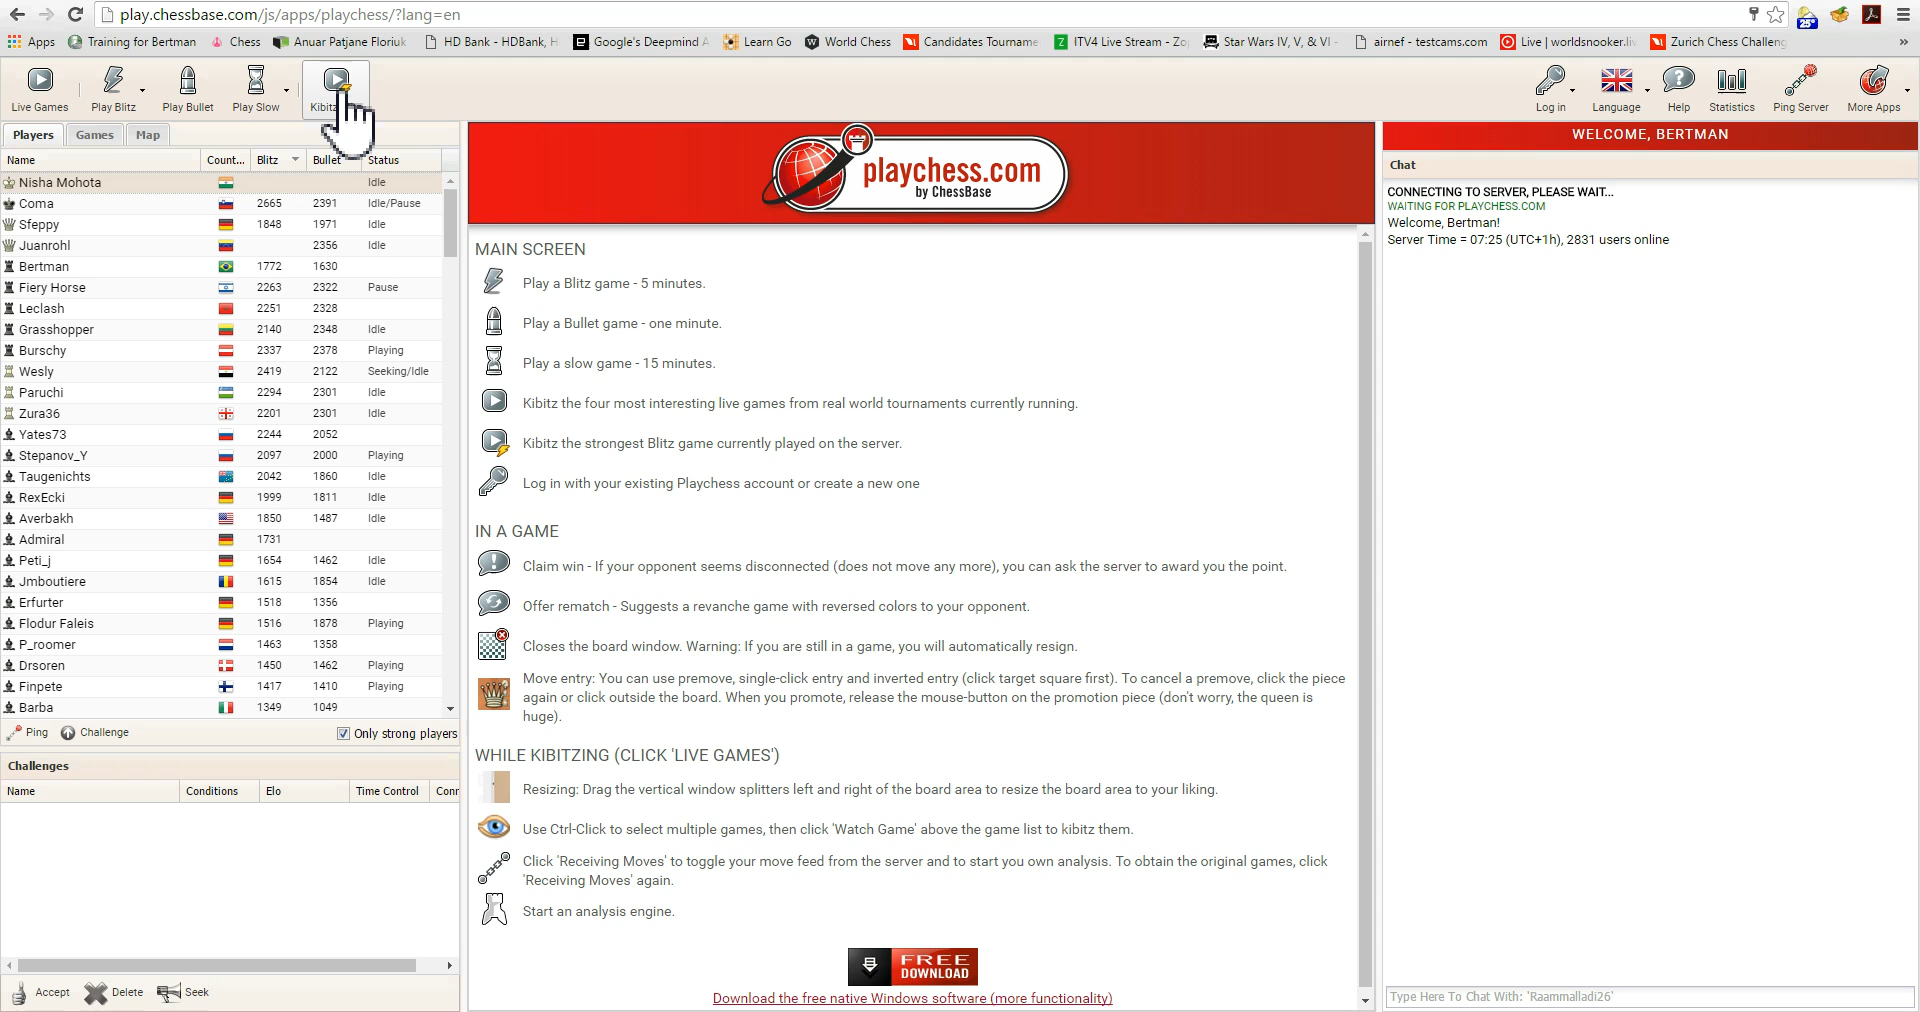 play.chessbase.com/js/apps/playchess/?lang=en
Apps Training for Bertman Chess Anuar Patjane Floriuk HD Bank - HDBank, H Google's Deepmind A Learn Go World Chess Candidates Tourname ITV4 Live Stream - Zo Star Wars IV, V, & VI - airnef - testcams.com Live | worldsnooker.li Zurich Chess Challeng »
25°
Live Games Play Blitz Play Bullet Play Slow Kibitz Log in Language Help Statistics Ping Server More Apps
Players Games Map
Name Count... Blitz Bullet Status
Nisha Mohota Idle
Coma 2665 2391 Idle/Pause
Sfeppy 1848 1971 Idle
Juanrohl 2356 Idle
Bertman 1772 1630
Fiery Horse 2263 2322 Pause
Leclash 2251 2328
Grasshopper 2140 2348 Idle
Burschy 2337 2378 Playing
Wesly 2419 2122 Seeking/Idle
Paruchi 2294 2301 Idle
Zura36 2201 2301 Idle
Yates73 2244 2052
Stepanov_Y 2097 2000 Playing
Taugenichts 2042 1860 Idle
RexEcki 1999 1811 Idle
Averbakh 1850 1487 Idle
Admiral 1731
Peti_j 1654 1462 Idle
Jmboutiere 1615 1854 Idle
Erfurter 1518 1356
Flodur Faleis 1516 1878 Playing
P_roomer 1463 1358
Drsoren 1450 1462 Playing
Finpete 1417 1410 Playing
Barba 1349 1049
Ping Challenge Only strong players
Challenges
Name Conditions Elo Time Control Conr
Accept Delete Seek
playchess.com
by ChessBase
MAIN SCREEN
Play a Blitz game - 5 minutes.
Play a Bullet game - one minute.
Play a slow game - 15 minutes.
Kibitz the four most interesting live games from real world tournaments currently running.
Kibitz the strongest Blitz game currently played on the server.
Log in with your existing Playchess account or create a new one
IN A GAME
Claim win - If your opponent seems disconnected (does not move any more), you can ask the server to award you the point.
Offer rematch - Suggests a revanche game with reversed colors to your opponent.
Closes the board window. Warning: If you are still in a game, you will automatically resign.
Move entry: You can use premove, single-click entry and inverted entry (click target square first). To cancel a premove, click the piece
again or click outside the board. When you promote, release the mouse-button on the promotion piece (don't worry, the queen is
huge).
WHILE KIBITZING (CLICK 'LIVE GAMES')
Resizing: Drag the vertical window splitters left and right of the board area to resize the board area to your liking.
Use Ctrl-Click to select multiple games, then click 'Watch Game' above the game list to kibitz them.
Click 'Receiving Moves' to toggle your move feed from the server and to start you own analysis. To obtain the original games, click
'Receiving Moves' again.
Start an analysis engine.
FREE
DOWNLOAD
Download the free native Windows software (more functionality)
WELCOME, BERTMAN
Chat
CONNECTING TO SERVER, PLEASE WAIT...
WAITING FOR PLAYCHESS.COM
Welcome, Bertman!
Server Time = 07:25 (UTC+1h), 2831 users online
Type Here To Chat With: 'Raammalladi26'